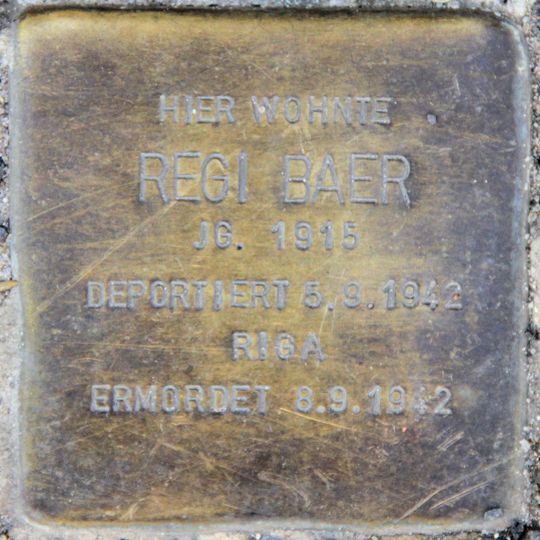 HIER WOHNTE
REGI BAER
JG. 1915
DEPORTIERT 5.9.1942
RIGA
ERMORDET 8.9.1942